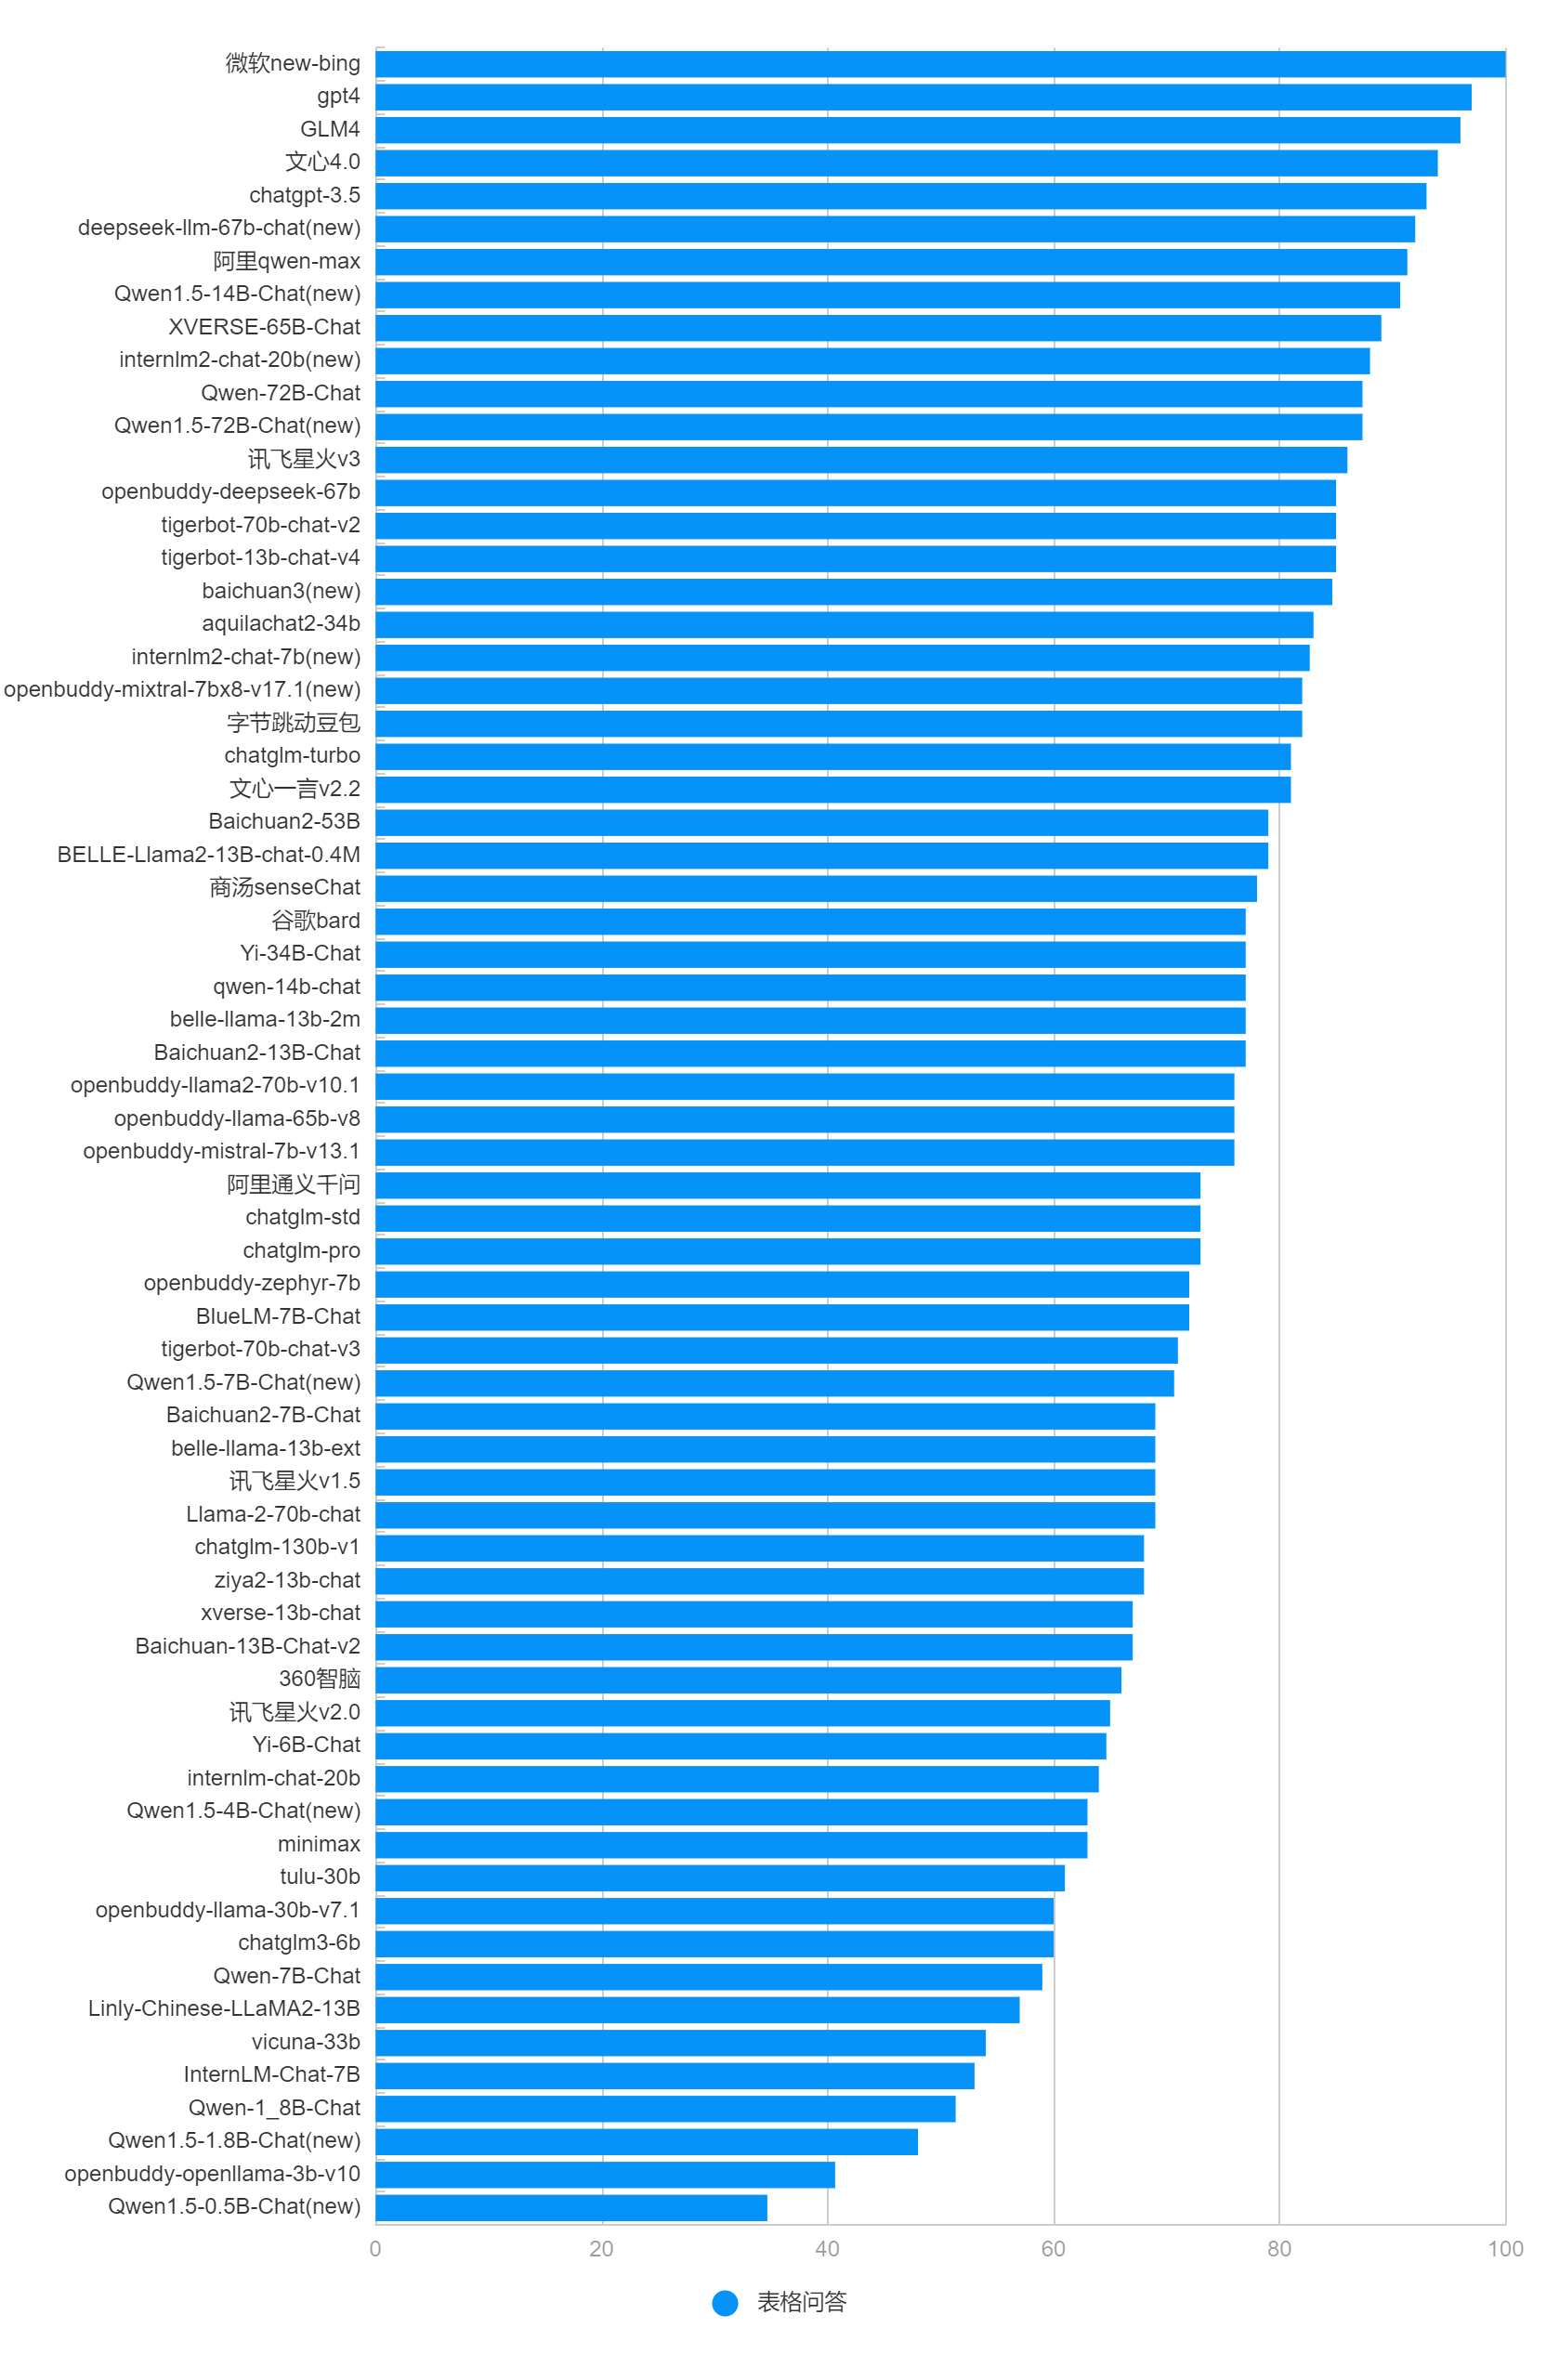 微软new-bing
gpt4
GLM4
文心4.0
chatgpt-3.5
deepseek-llm-67b-chat(new)
阿里qwen-max
Qwen1.5-14B-Chat(new)
XVERSE-65B-Chat
internlm2-chat-20b(new)
Qwen-72B-Chat
Qwen1.5-72B-Chat(new)
讯飞星火v3
openbuddy-deepseek-67b
tigerbot-70b-chat-v2
tigerbot-13b-chat-v4
baichuan3(new)
aquilachat2-34b
internlm2-chat-7b(new)
openbuddy-mixtral-7bx8-v17.1(new)
字节跳动豆包
chatglm-turbo
文心一言v2.2
Baichuan2-53B
BELLE-Llama2-13B-chat-0.4M
商汤senseChat
谷歌bard
Yi-34B-Chat
qwen-14b-chat
belle-llama-13b-2m
Baichuan2-13B-Chat
openbuddy-llama2-70b-v10.1
openbuddy-llama-65b-v8
openbuddy-mistral-7b-v13.1
阿里通义千问
chatglm-std
chatglm-pro
openbuddy-zephyr-7b
BlueLM-7B-Chat
tigerbot-70b-chat-v3
Qwen1.5-7B-Chat(new)
Baichuan2-7B-Chat
belle-llama-13b-ext
讯飞星火v1.5
Llama-2-70b-chat
chatglm-130b-v1
ziya2-13b-chat
xverse-13b-chat
Baichuan-13B-Chat-v2
360智脑
讯飞星火v2.0
Yi-6B-Chat
internlm-chat-20b
Qwen1.5-4B-Chat(new)
minimax
tulu-30b
openbuddy-llama-30b-v7.1
chatglm3-6b
Qwen-7B-Chat
Linly-Chinese-LLaMA2-13B
vicuna-33b
InternLM-Chat-7B
Qwen-1_8B-Chat
Qwen1.5-1.8B-Chat(new)
openbuddy-openllama-3b-v10
Qwen1.5-0.5B-Chat(new)
0 20 40 60 80 100
表格问答